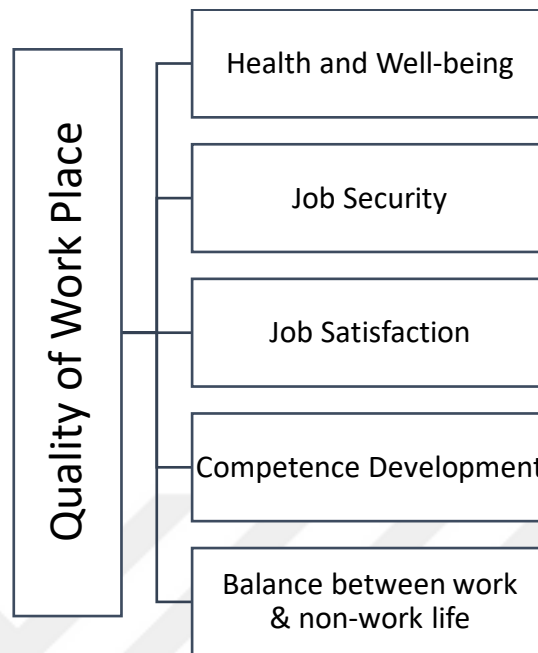 Quality of Work Place
Health and Well-being
Job Security
Job Satisfaction
Competence Development
Balance between work
& non-work life